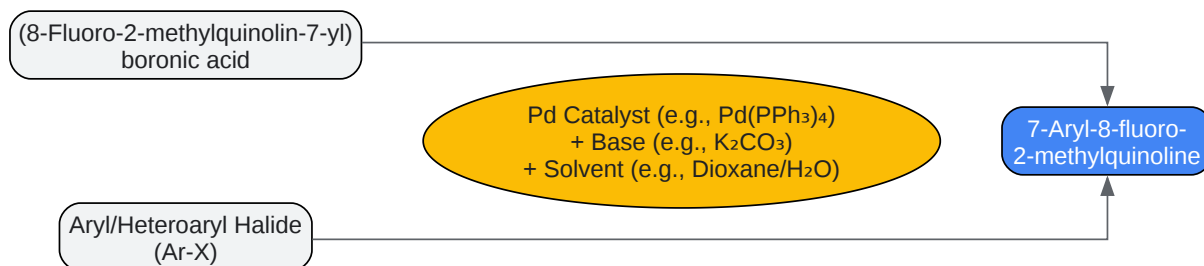 (8-Fluoro-2-methylquinolin-7-yl)
boronic acid
Pd Catalyst (e.g., Pd(PPh₃)₄)
+ Base (e.g., K₂CO₃)
+ Solvent (e.g., Dioxane/H₂O)
7-Aryl-8-fluoro-
2-methylquinoline
Aryl/Heteroaryl Halide
(Ar-X)